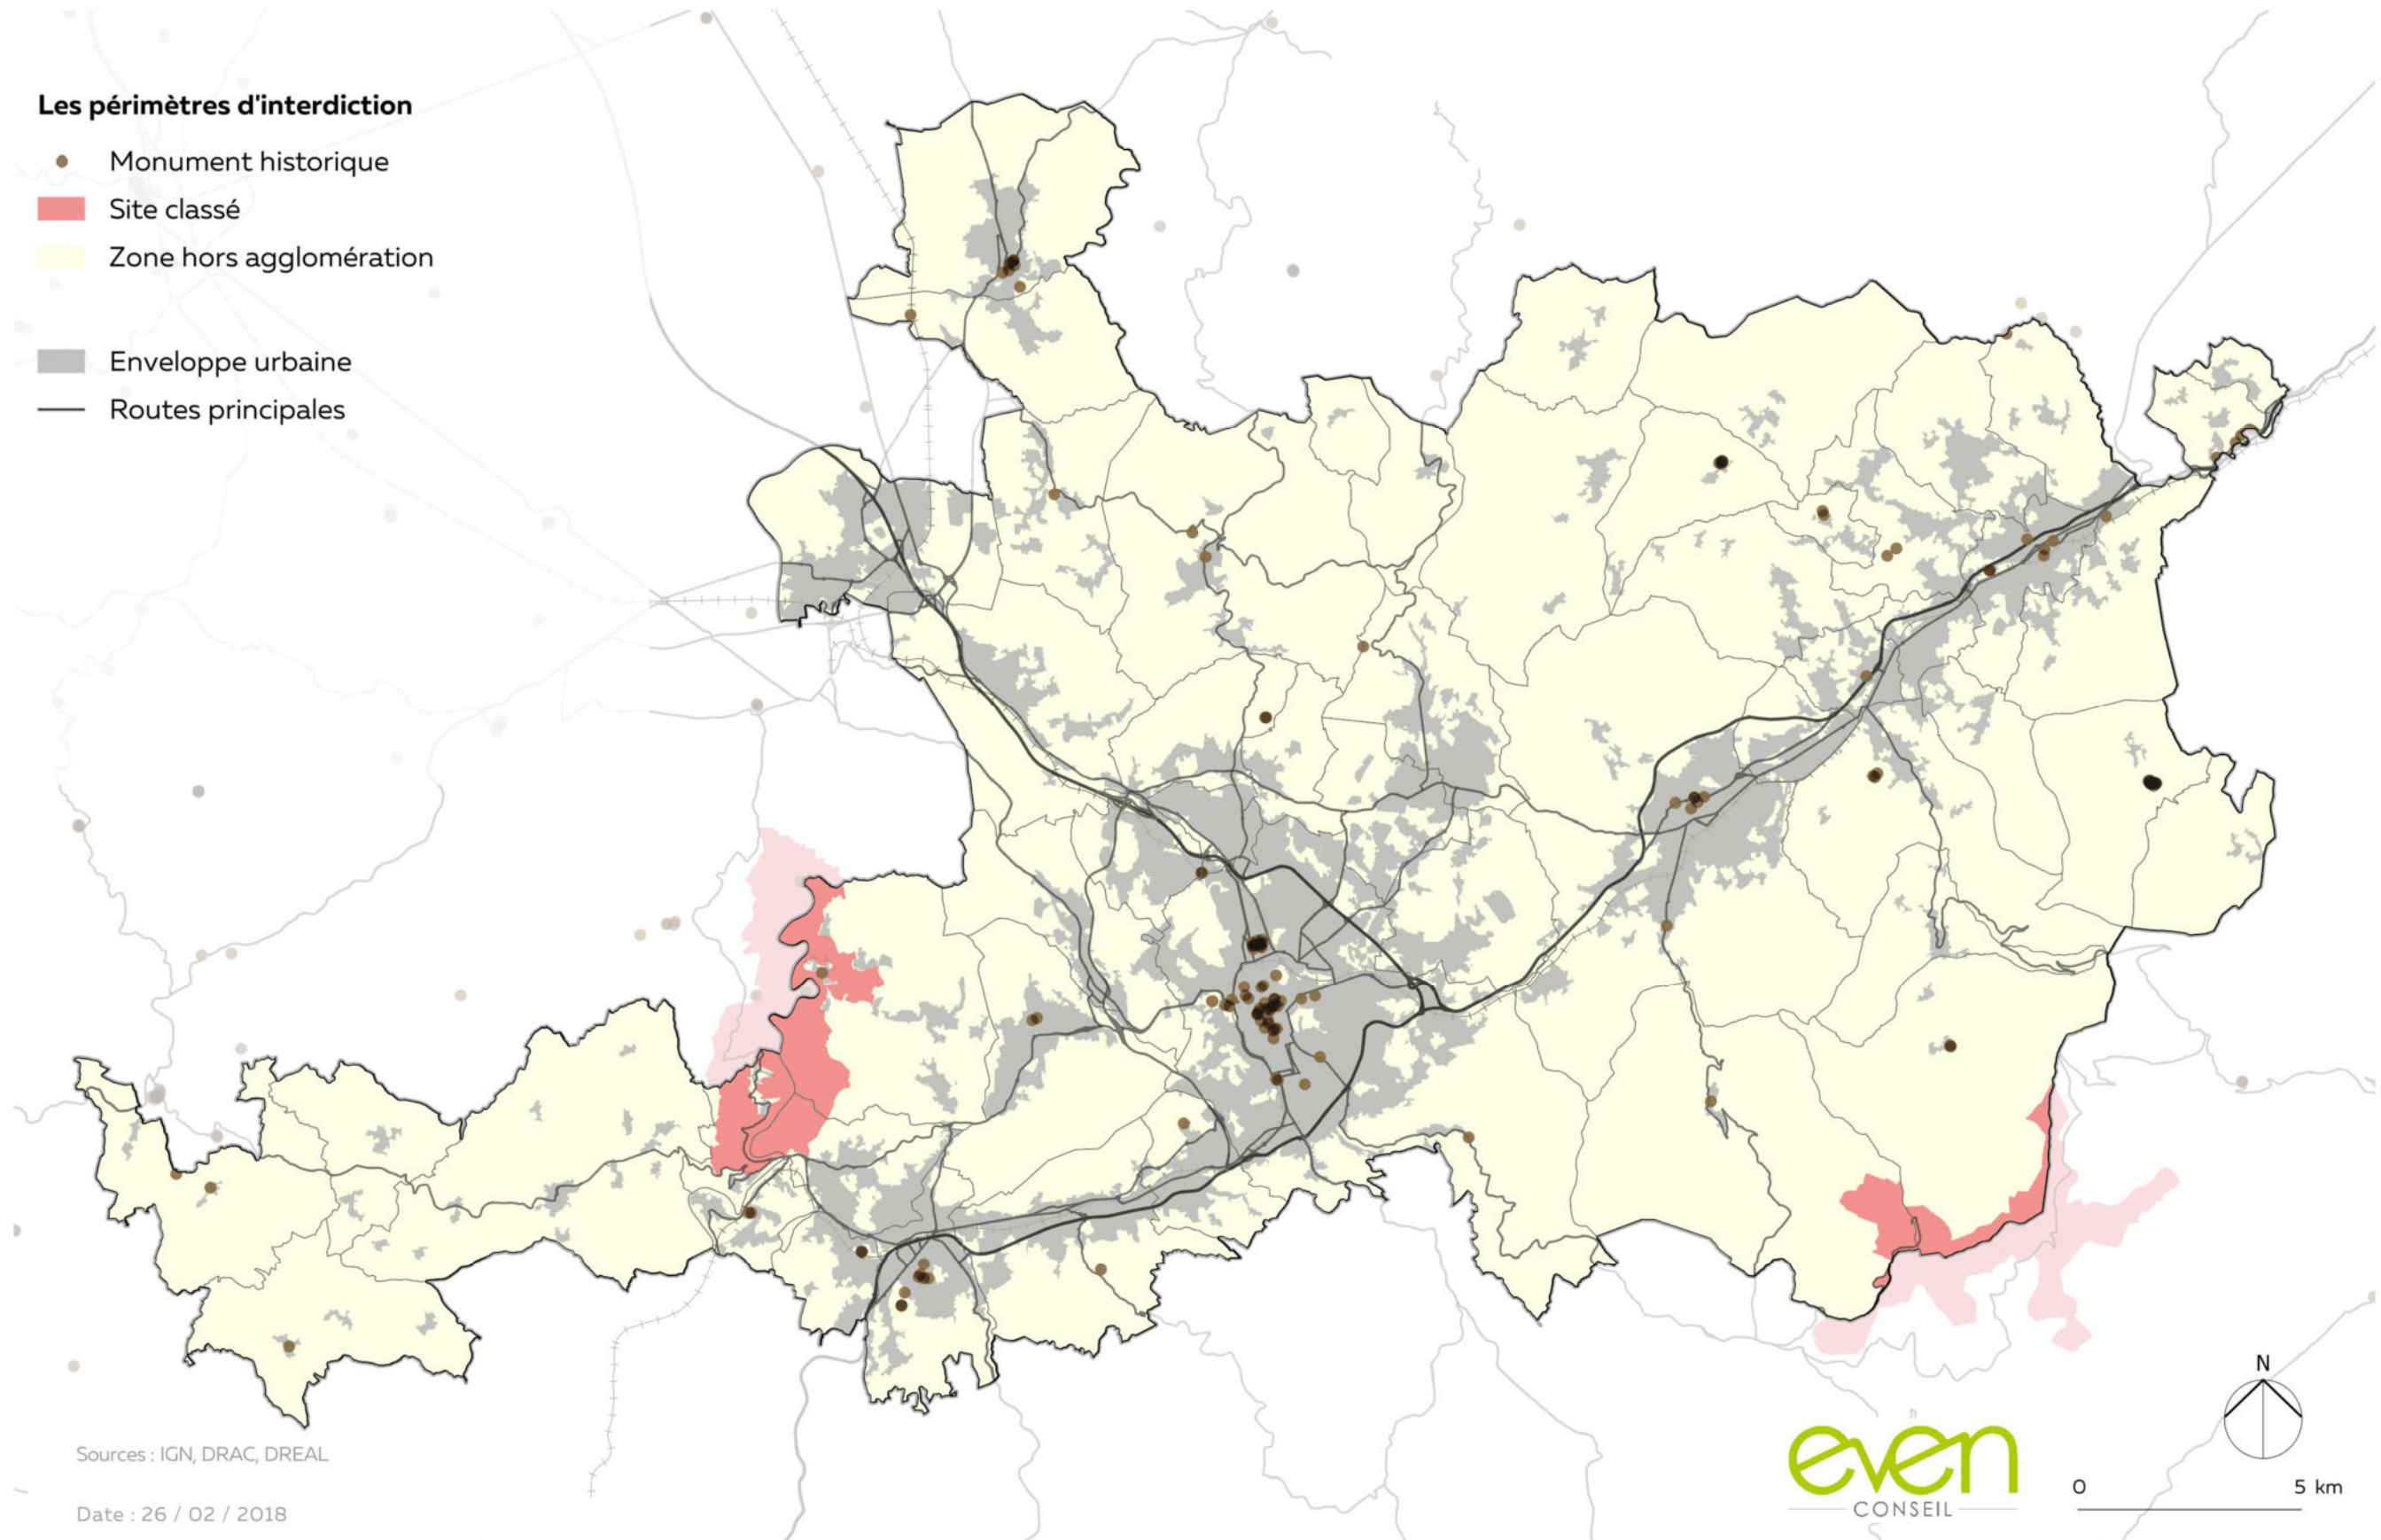 Les périmètres d'interdiction
Monument historique
Site classé
Zone hors agglomération
Enveloppe urbaine
Routes principales
Sources : IGN, DRAC, DREAL
Date : 26 / 02 / 2018
even
CONSEIL
N
0 5 km